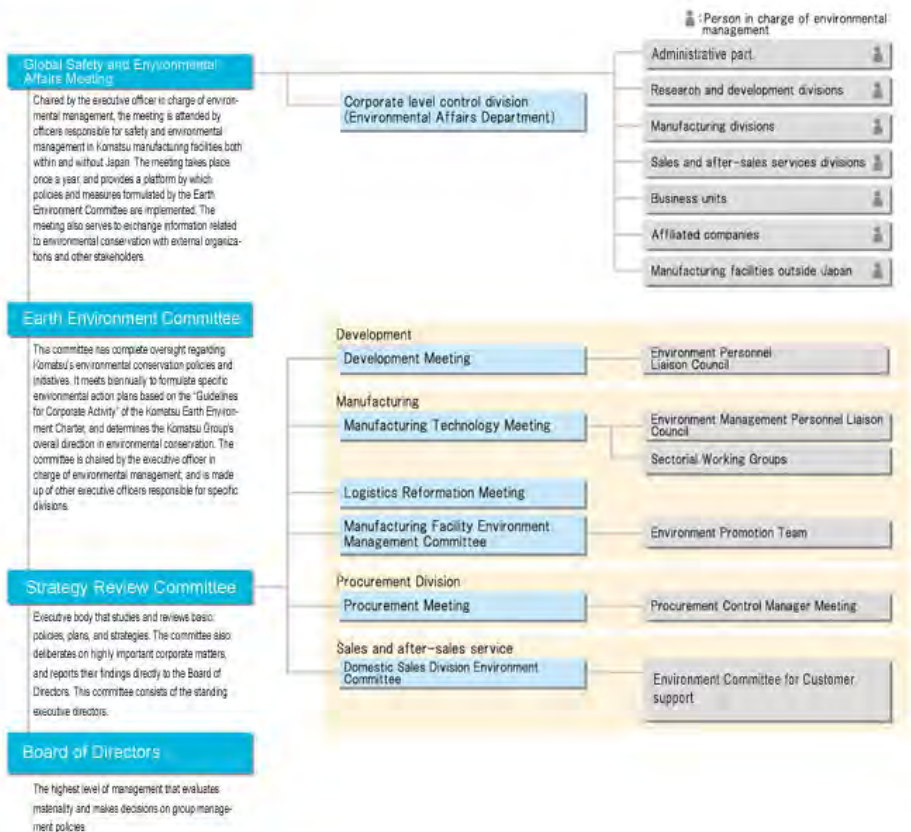 :Person in charge of environmental
management
Global Safety and Environmental
Affairs Meeting
Chaired by the executive officer in charge of environ-
mental management, the meeting is attended by
officers responsible for safety and environmental
management in Komatsu manufacturing facilities both
within and without Japan. The meeting takes place
once a year, and provides a platform by which
policies and measures formulated by the Earth
Environment Committee are implemented. The
meeting also serves to exchange information related
to environmental conservation with external organiza-
tions and other stakeholders.
Corporate level control division
(Environmental Affairs Department)
Administrative part
Research and development divisions
Manufacturing divisions
Sales and after-sales services divisions
Business units
Affiliated companies
Manufacturing facilities outside Japan
Earth Environment Committee
This committee has complete oversight regarding
Komatsu's environmental conservation policies and
initiatives. It meets biannually to formulate specific
environmental action plans based on the "Guidelines
for Corporate Activity" of the Komatsu Earth Environ-
ment Charter, and determines the Komatsu Group's
overall direction in environmental conservation. The
committee is chaired by the executive officer in
charge of environmental management, and is made
up of other executive officers responsible for specific
divisions.
Development
Development Meeting
Environment Personnel
Liaison Council
Manufacturing
Manufacturing Technology Meeting
Environment Management Personnel Liaison
Council
Sectorial Working Groups
Logistics Reformation Meeting
Manufacturing Facility Environment
Management Committee
Environment Promotion Team
Procurement Division
Procurement Meeting
Procurement Control Manager Meeting
Sales and after-sales service
Domestic Sales Division Environment
Committee
Environment Committee for Customer
support
Strategy Review Committee
Executive body that studies and reviews basic
policies, plans, and strategies. The committee also
deliberates on highly important corporate matters,
and reports their findings directly to the Board of
Directors. This committee consists of the standing
executive directors.
Board of Directors
The highest level of management that evaluates
materiality and makes decisions on group manage-
ment policies